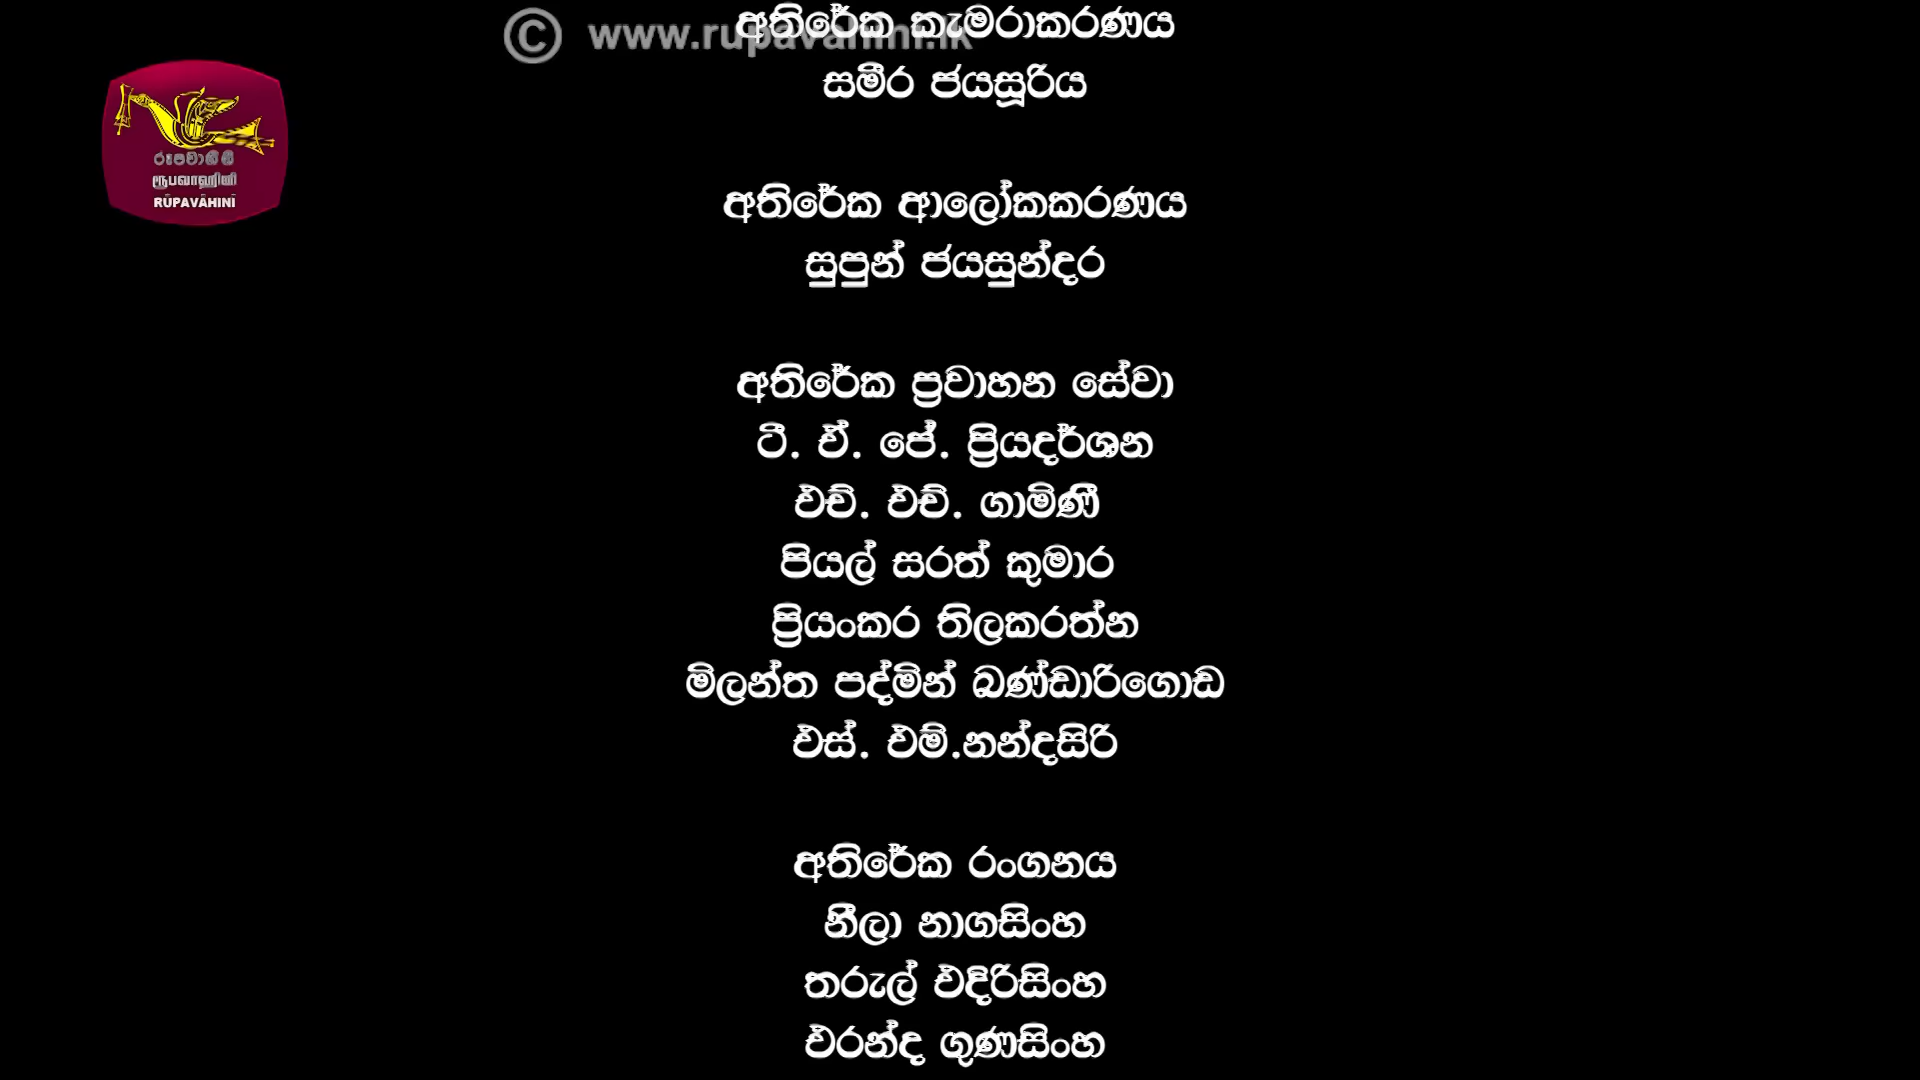 © www.rupavahini.lk
අතිරේක කැමරාකරණය
සමීර ජයසූරිය
රූපවාහිනී
ரூபவாஹினி
RŪPAVĀHINĪ
අතිරේක ආලෝකකරණය
සුපුන් ජයසුන්දර
අතිරේක ප්‍රවාහන සේවා
ටී. ඒ. පේ. ප්‍රියදර්ශන
එච්. එච්. ගාමිණී
පියල් සරත් කුමාර
ප්‍රියංකර තිලකරත්න
මිලන්ත පද්මින් බණ්ඩාරිගොඩ
එස්. එම්.නන්දසිරි
අතිරේක රංගනය
නීලා නාගසිංහ
තරුල් එදිරිසිංහ
එරන්ද ගුණසිංහ